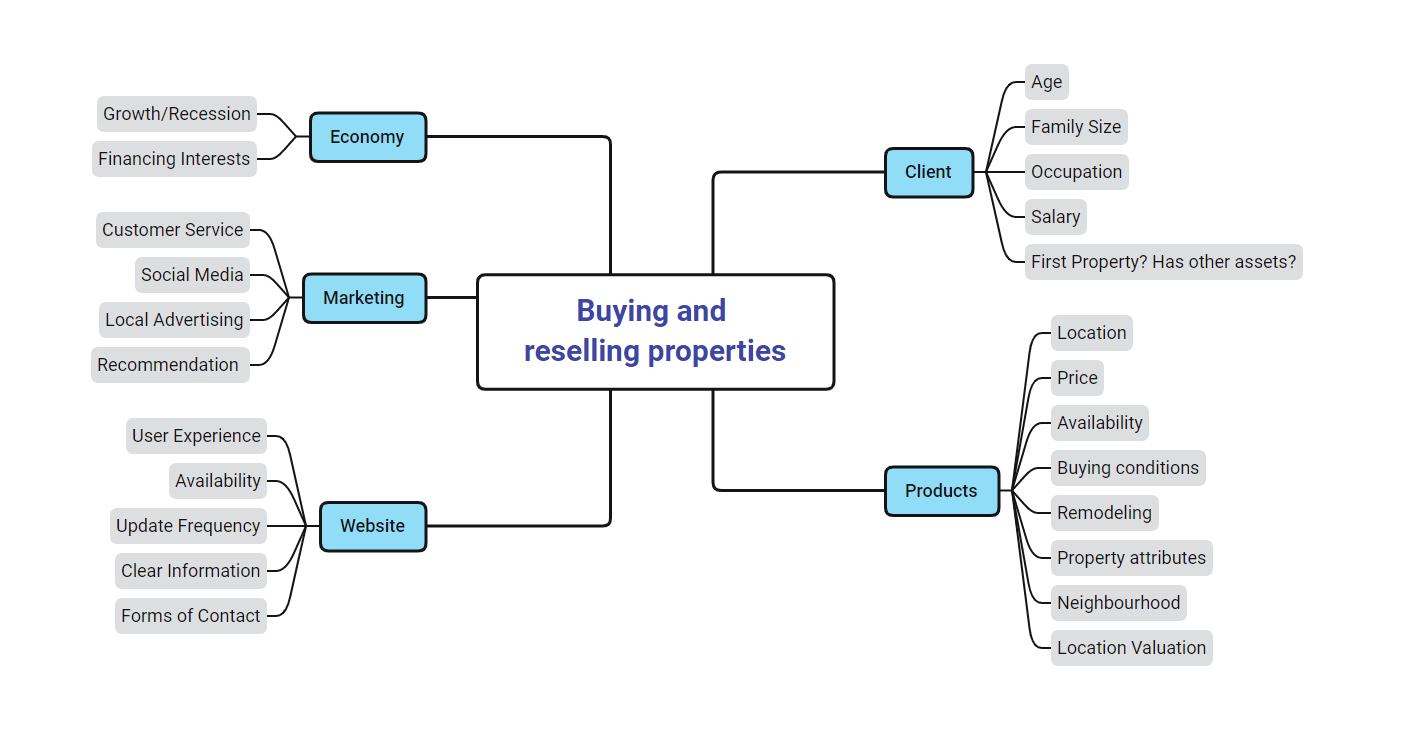 Buying and
reselling properties
Economy
Growth/Recession
Financing Interests
Marketing
Customer Service
Social Media
Local Advertising
Recommendation
Website
User Experience
Availability
Update Frequency
Clear Information
Forms of Contact
Client
Age
Family Size
Occupation
Salary
First Property? Has other assets?
Products
Location
Price
Availability
Buying conditions
Remodeling
Property attributes
Neighbourhood
Location Valuation